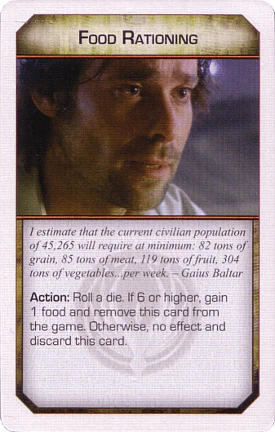 Food Rationing
I estimate that the current civilian population
of 45,265 will require at minimum: 82 tons of
grain, 85 tons of meat, 119 tons of fruit, 304
tons of vegetables...per week. – Gaius Baltar
Action: Roll a die. If 6 or higher, gain
1 food and remove this card from
the game. Otherwise, no effect and
discard this card.